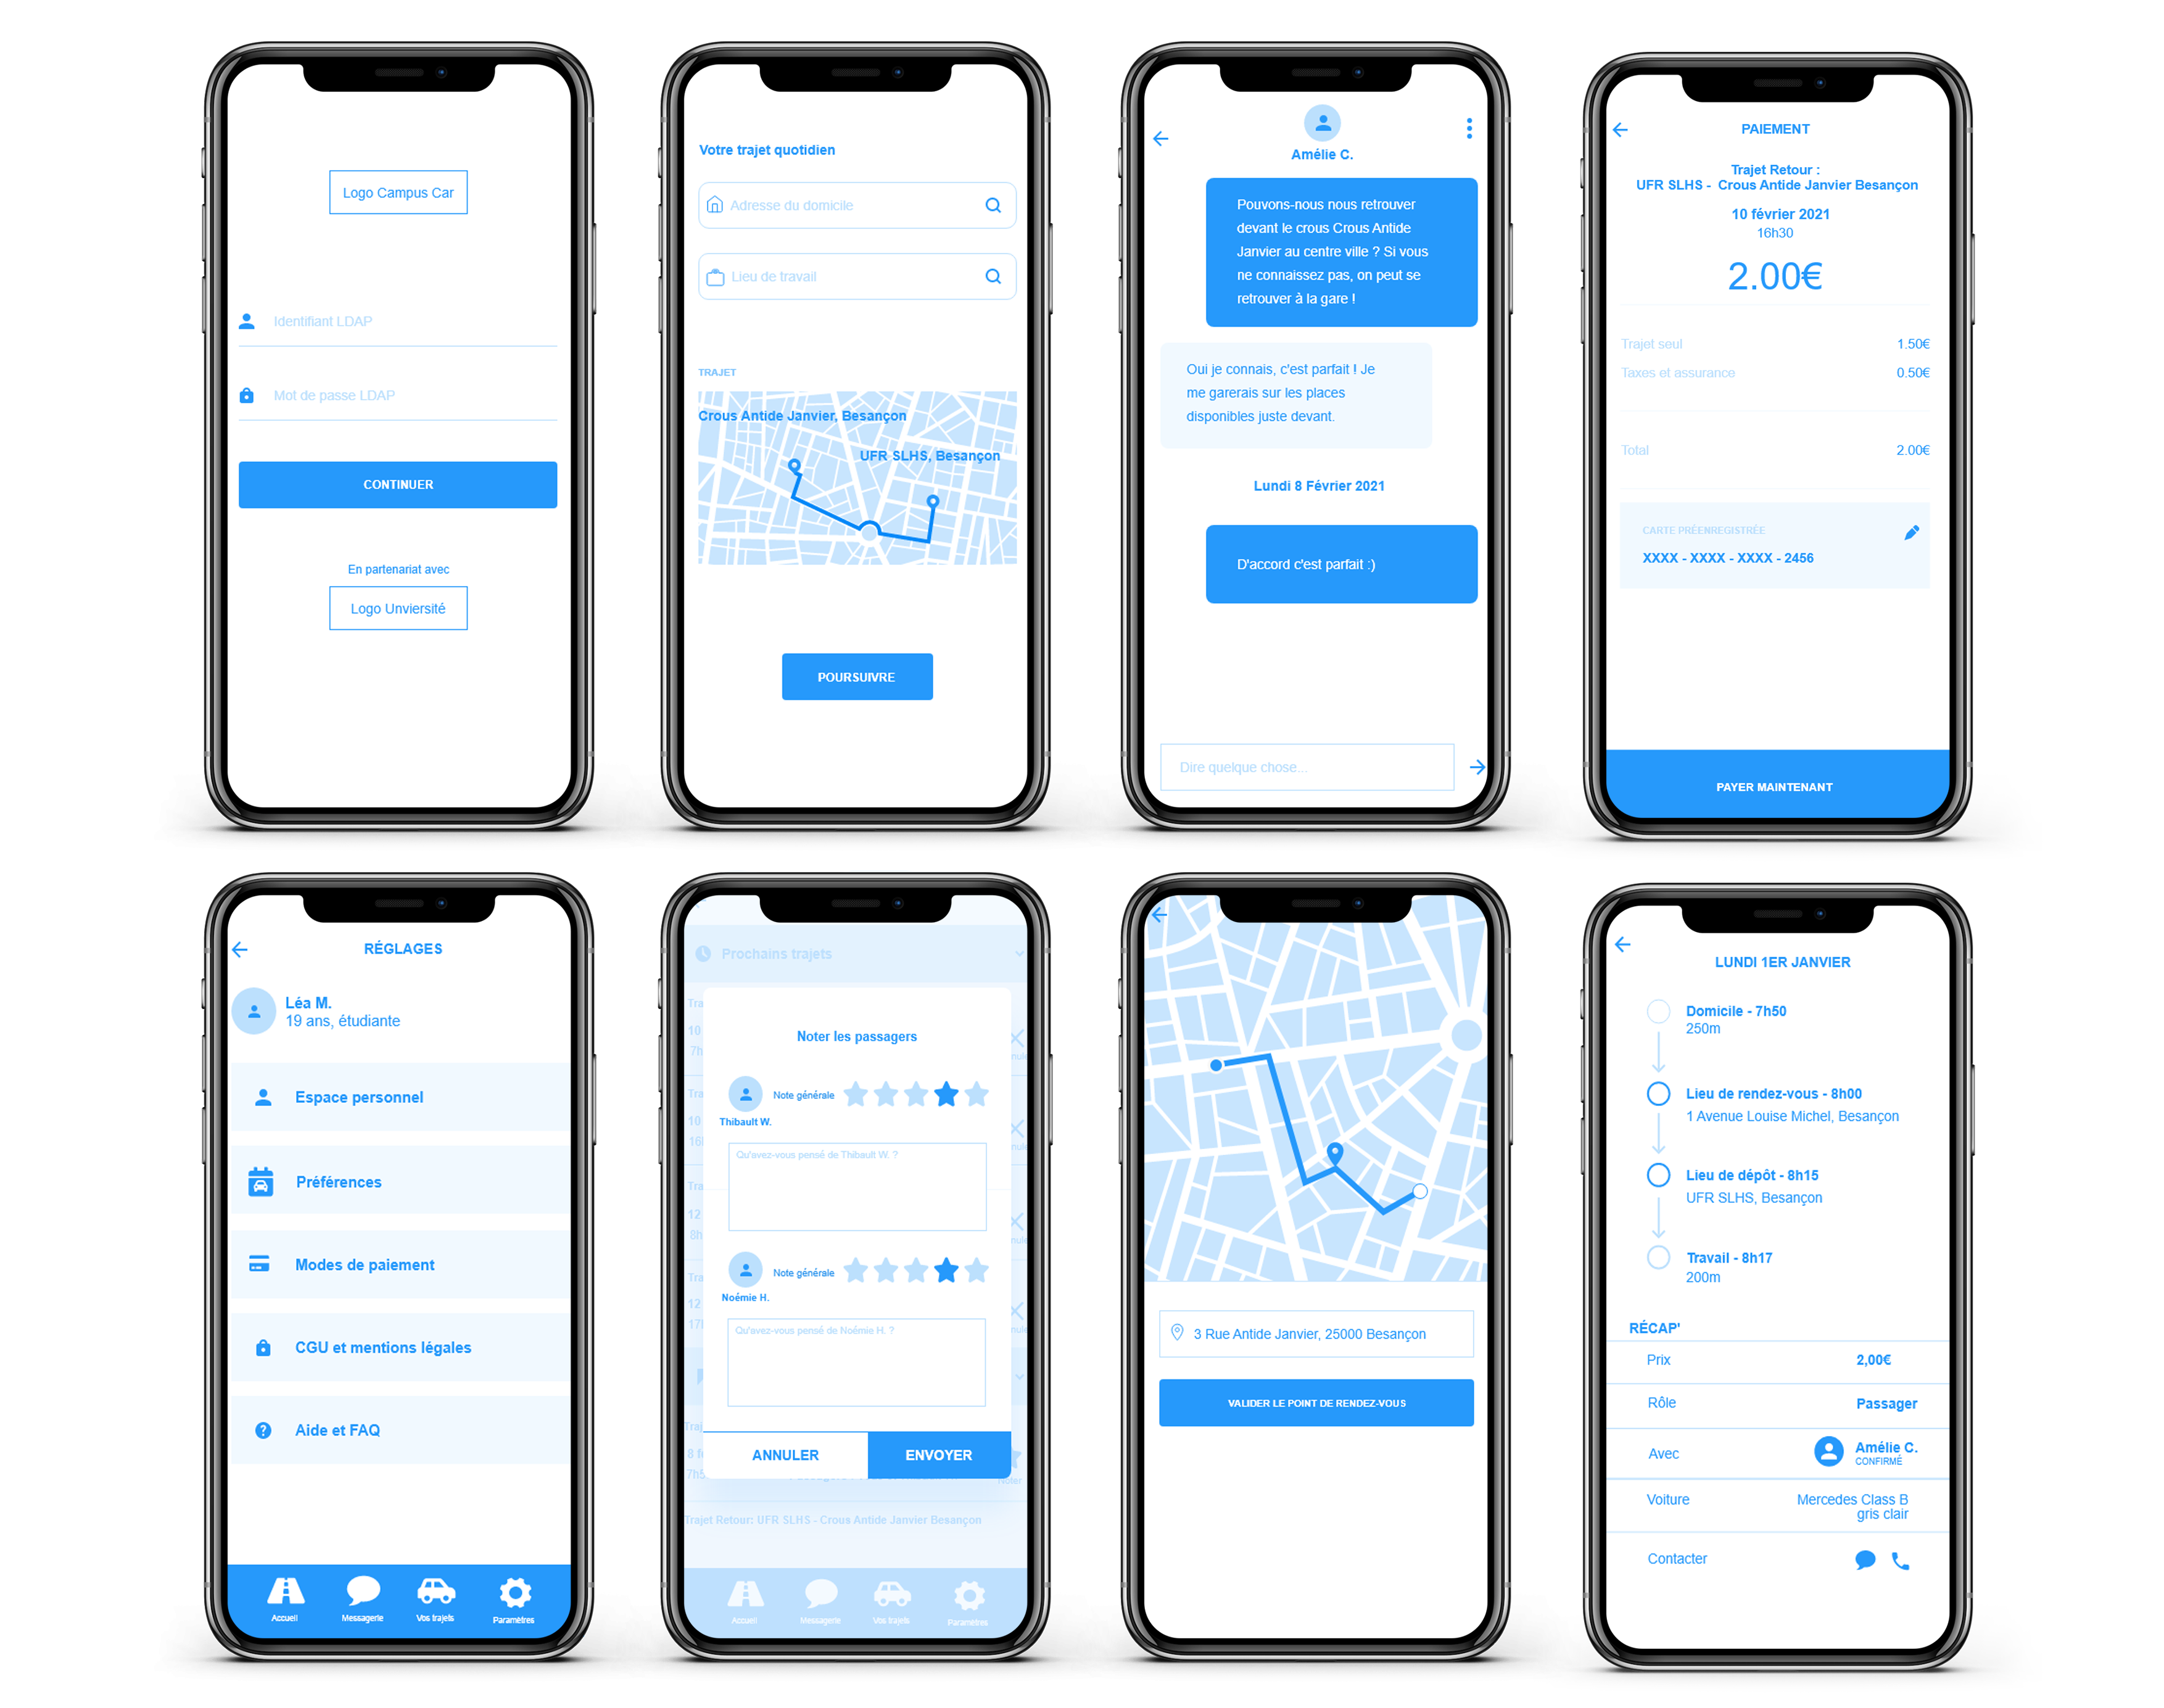 Logo Campus Car
Identifiant LDAP
Mot de passe LDAP
CONTINUER
En partenariat avec
Logo Unviersité
Votre trajet quotidien
Adresse du domicile
Lieu de travail
TRAJET
Crous Antide Janvier, Besançon
UFR SLHS, Besançon
POURSUIVRE
Amélie C.
Pouvons-nous nous retrouver
devant le crous Crous Antide
Janvier au centre ville ? Si vous
ne connaissez pas, on peut se
retrouver à la gare !
Oui je connais, c'est parfait ! Je
me garerais sur les places
disponibles juste devant.
Lundi 8 Février 2021
D'accord c'est parfait :)
Dire quelque chose...
PAIEMENT
Trajet Retour :
UFR SLHS - Crous Antide Janvier Besançon
10 février 2021
16h30
2.00€
Trajet seul 1.50€
Taxes et assurance 0.50€
Total 2.00€
CARTE PRÉENREGISTRÉE
XXXX - XXXX - XXXX - 2456
PAYER MAINTENANT
RÉGLAGES
Léa M.
19 ans, étudiante
Espace personnel
Préférences
Modes de paiement
CGU et mentions légales
Aide et FAQ
Accueil Messagerie Vos trajets Paramètres
Prochains trajets
Noter les passagers
Note générale
Thibault W.
Qu'avez-vous pensé de Thibault W. ?
Note générale
Noémie H.
Qu'avez-vous pensé de Noémie H. ?
ANNULER ENVOYER
Noter
Trajet Retour: UFR SLHS - Crous Antide Janvier Besançon
Accueil Messagerie Vos trajets Paramètres
3 Rue Antide Janvier, 25000 Besançon
VALIDER LE POINT DE RENDEZ-VOUS
LUNDI 1ER JANVIER
Domicile - 7h50
250m
Lieu de rendez-vous - 8h00
1 Avenue Louise Michel, Besançon
Lieu de dépôt - 8h15
UFR SLHS, Besançon
Travail - 8h17
200m
RÉCAP'
Prix 2,00€
Rôle Passager
Avec Amélie C.
CONFIRMÉ
Voiture Mercedes Class B
gris clair
Contacter